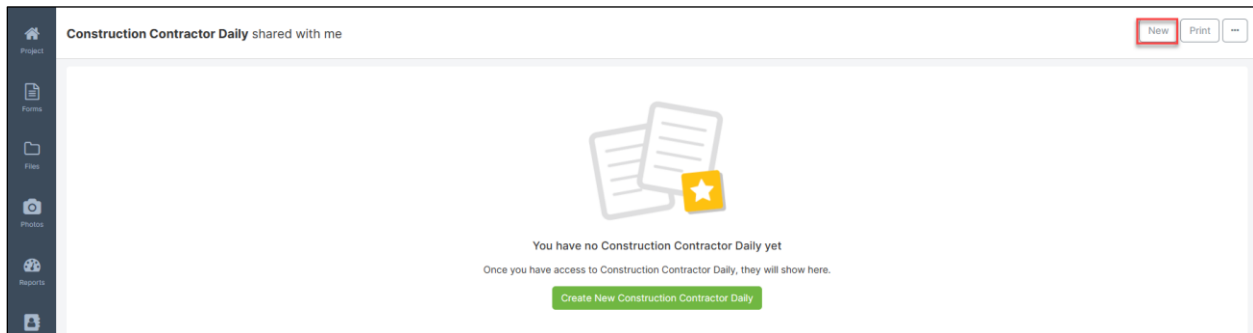 Project
Forms
Files
Photos
Reports
Construction Contractor Daily shared with me
New
Print
You have no Construction Contractor Daily yet
Once you have access to Construction Contractor Daily, they will show here.
Create New Construction Contractor Daily